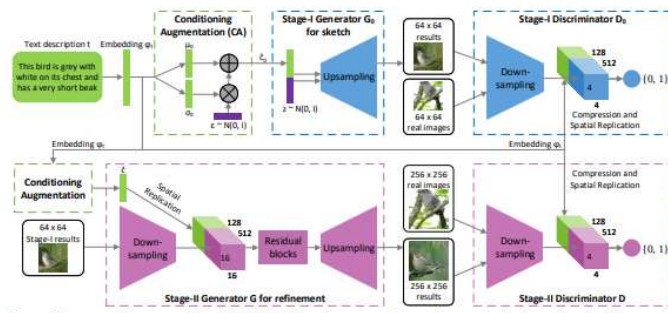 Text description t
This bird is grey with
white on its chest and
has a very short beak
Embedding φt
Conditioning
Augmentation (CA)
μ0
σ0
ε ~ N(0, I)
ĉ0
Stage-I Generator G0
for sketch
z ~ N(0, I)
Upsampling
64 x 64
results
64 x 64
real images
Stage-I Discriminator D0
Down-
sampling
128
512
4
4
{0, 1}
Compression and
Spatial Replication
Embedding φt
Embedding φt
Conditioning
Augmentation
64 x 64
Stage-I results
ĉ
Spatial
Replication
Down-
sampling
128
512
16
16
Residual
blocks
Upsampling
Stage-II Generator G for refinement
256 x 256
real images
256 x 256
results
Compression and
Spatial Replication
Down-
sampling
128
512
4
4
{0, 1}
Stage-II Discriminator D